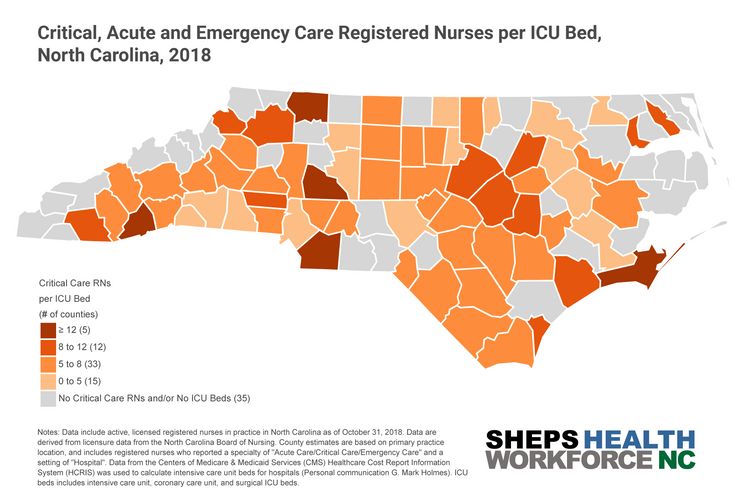 Critical, Acute and Emergency Care Registered Nurses per ICU Bed,
North Carolina, 2018
Critical Care RNs
per ICU Bed
(# of counties)
≥ 12 (5)
8 to 12 (12)
5 to 8 (33)
0 to 5 (15)
No Critical Care RNs and/or No ICU Beds (35)
Notes: Data include active, licensed registered nurses in practice in North Carolina as of October 31, 2018. Data are
derived from licensure data from the North Carolina Board of Nursing. County estimates are based on primary practice
location, and includes registered nurses who reported a specialty of "Acute Care/Critical Care/Emergency Care" and a
setting of "Hospital". Data from the Centers of Medicare & Medicaid Services (CMS) Healthcare Cost Report Information
System (HCRIS) was used to calculate intensive care unit beds for hospitals (Personal communication G. Mark Holmes). ICU
beds includes intensive care unit, coronary care unit, and surgical ICU beds.
SHEPS HEALTH
WORKFORCE NC